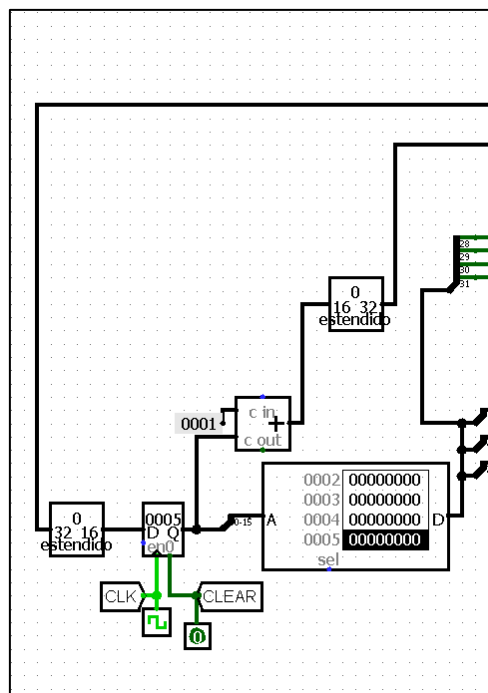 28
29
30
31
0
16 32
estendido
c in
+
c out
0001
0002 00000000
0003 00000000
0004 00000000
0005 00000000
A
D
sel
0-15
0
32 16
estendido
0005
D Q
en0
CLK
CLEAR
0